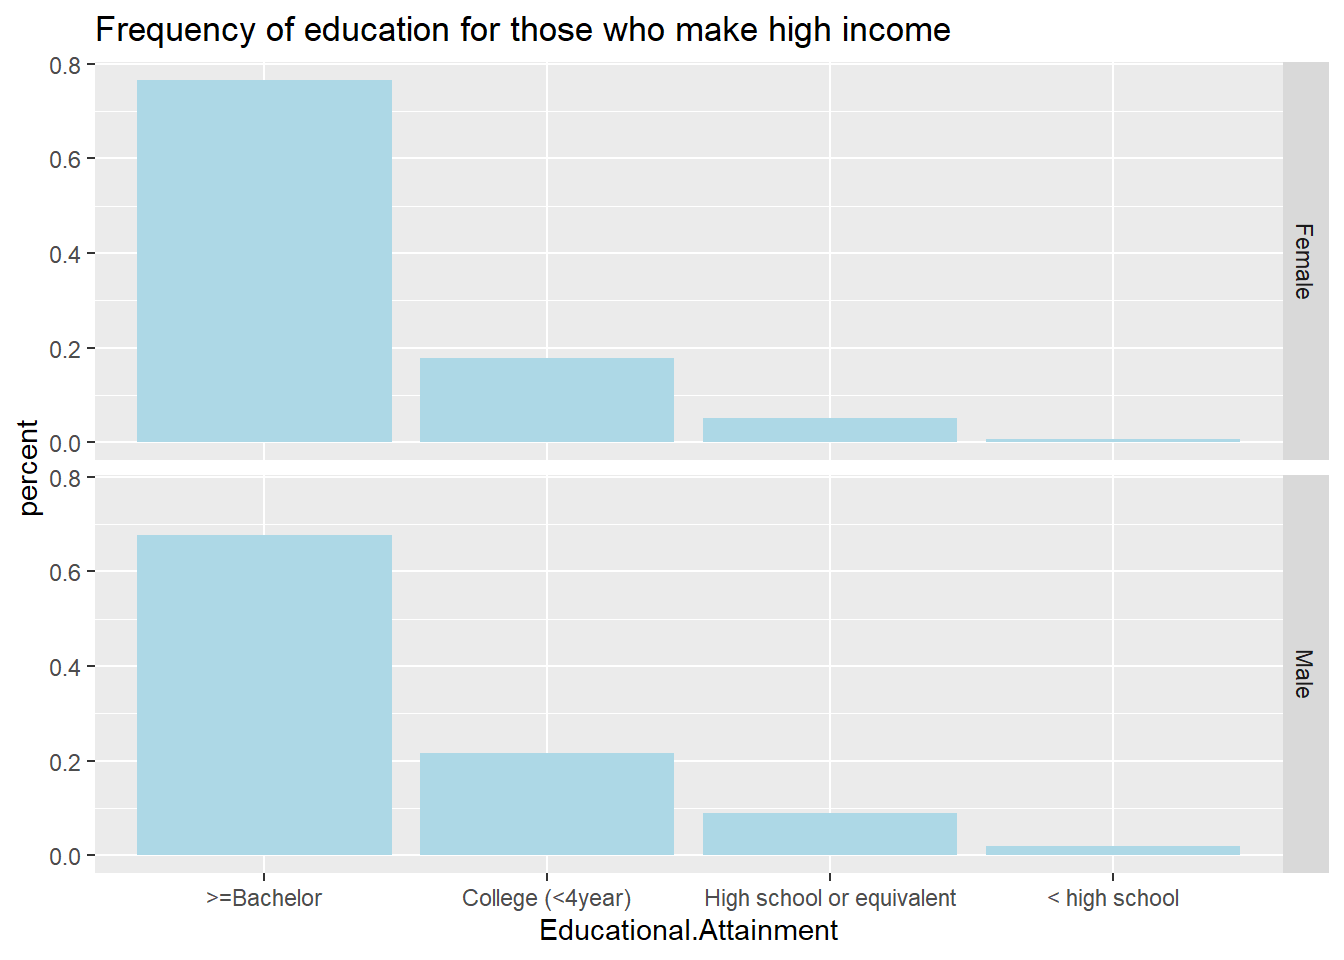 Frequency of education for those who make high income
0.8
0.6
0.4
0.2
0.0
Female
percent
0.8
0.6
0.4
0.2
0.0
Male
>=Bachelor College (<4year) High school or equivalent < high school
Educational.Attainment